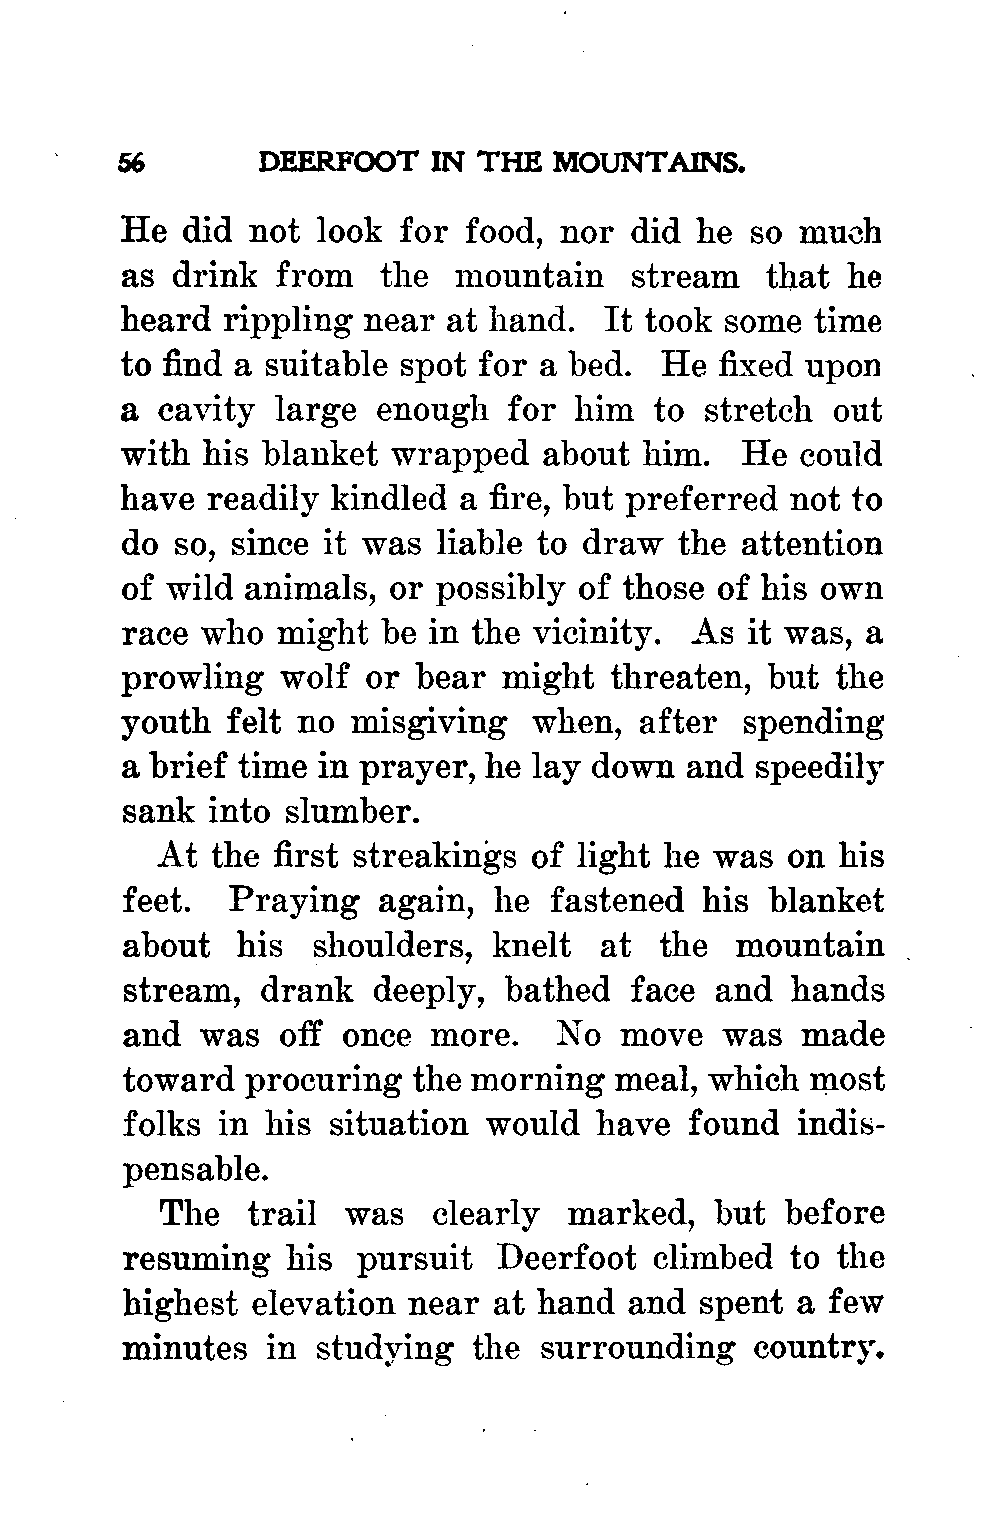 56 DEERFOOT IN THE MOUNTAINS.
He did not look for food, nor did he so much
as drink from the mountain stream that he
heard rippling near at hand. It took some time
to find a suitable spot for a bed. He fixed upon
a cavity large enough for him to stretch out
with his blanket wrapped about him. He could
have readily kindled a fire, but preferred not to
do so, since it was liable to draw the attention
of wild animals, or possibly of those of his own
race who might be in the vicinity. As it was, a
prowling wolf or bear might threaten, but the
youth felt no misgiving when, after spending
a brief time in prayer, he lay down and speedily
sank into slumber.
At the first streakings of light he was on his
feet. Praying again, he fastened his blanket
about his shoulders, knelt at the mountain
stream, drank deeply, bathed face and hands
and was off once more. No move was made
toward procuring the morning meal, which most
folks in his situation would have found indis-
pensable.
The trail was clearly marked, but before
resuming his pursuit Deerfoot climbed to the
highest elevation near at hand and spent a few
minutes in studying the surrounding country.